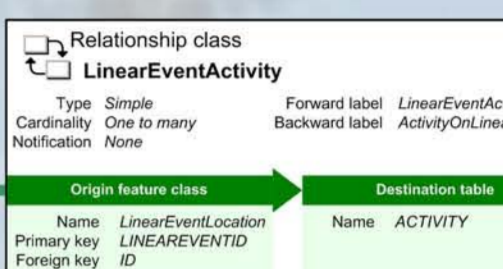 Relationship class
LinearEventActivity
Type Simple Forward label
Cardinality One to many Backward label
Notification None
Origin feature class Destination table
Name LinearEventLocation Name ACTIVITY
Primary key LINEAREVENTID
Foreign key ID